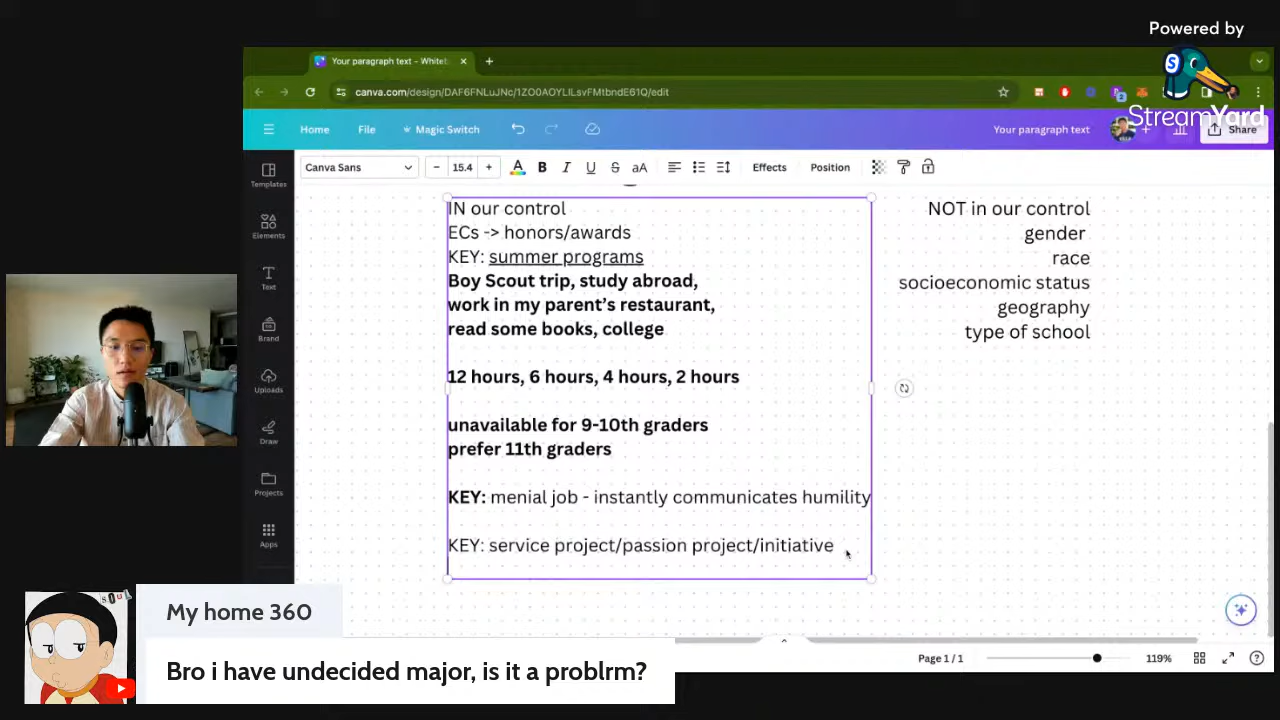 Powered by
StreamYard
Your paragraph text - Whiteb
canva.com/design/DAF6FNLuJNc/1ZO0AOYLILsvFMtbndE61Q/edit
Home
File
Magic Switch
Your paragraph text
Share
Canva Sans
15.4
Effects
Position
Templates
Elements
Text
Brand
Uploads
Draw
Projects
Apps
IN our control
ECs -> honors/awards
KEY: summer programs
Boy Scout trip, study abroad,
work in my parent's restaurant,
read some books, college
12 hours, 6 hours, 4 hours, 2 hours
unavailable for 9-10th graders
prefer 11th graders
KEY: menial job - instantly communicates humility
KEY: service project/passion project/initiative
NOT in our control
gender
race
socioeconomic status
geography
type of school
My home 360
Bro i have undecided major, is it a problrm?
Page 1 / 1
119%